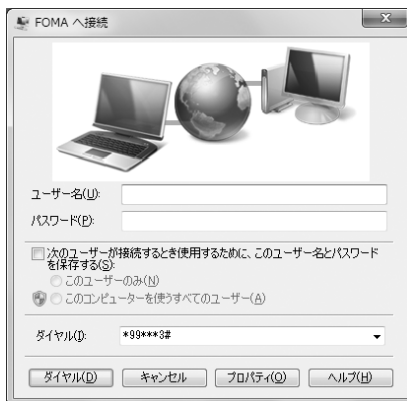 FOMA へ接続
ユーザー名(U):
パスワード(P):
次のユーザーが接続するとき使用するために、このユーザー名とパスワード
を保存する(S):
このユーザーのみ(N)
このコンピューターを使うすべてのユーザー(A)
ダイヤル(I): *99***3#
ダイヤル(D) キャンセル プロパティ(O) ヘルプ(H)